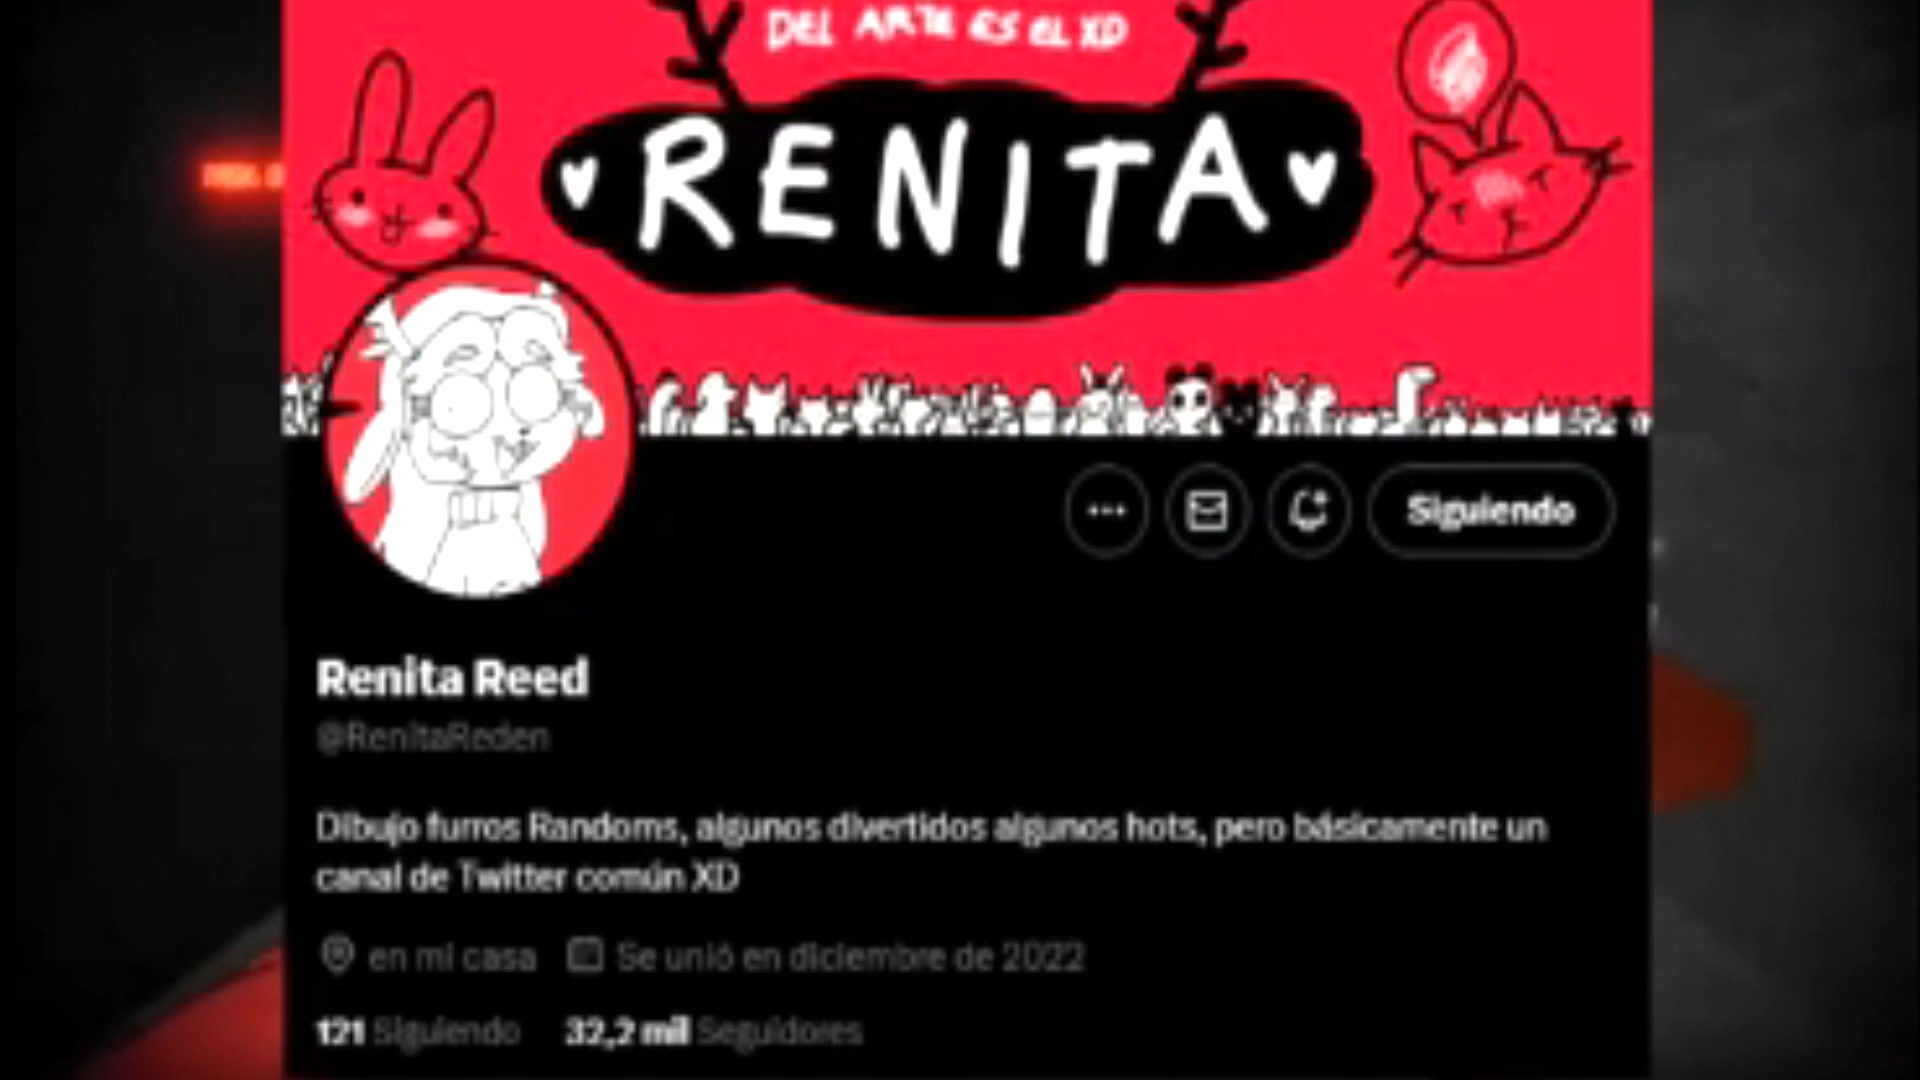 DEL ARTE ES EL XD
RENITA
Siguiendo
Renita Reed
@RenitaReden
Dibujo furros Randoms, algunos divertidos algunos hots, pero básicamente un
canal de Twitter común XD
en mi casa Se unió en diciembre de 2022
121 Siguiendo 32,2 mil Seguidores